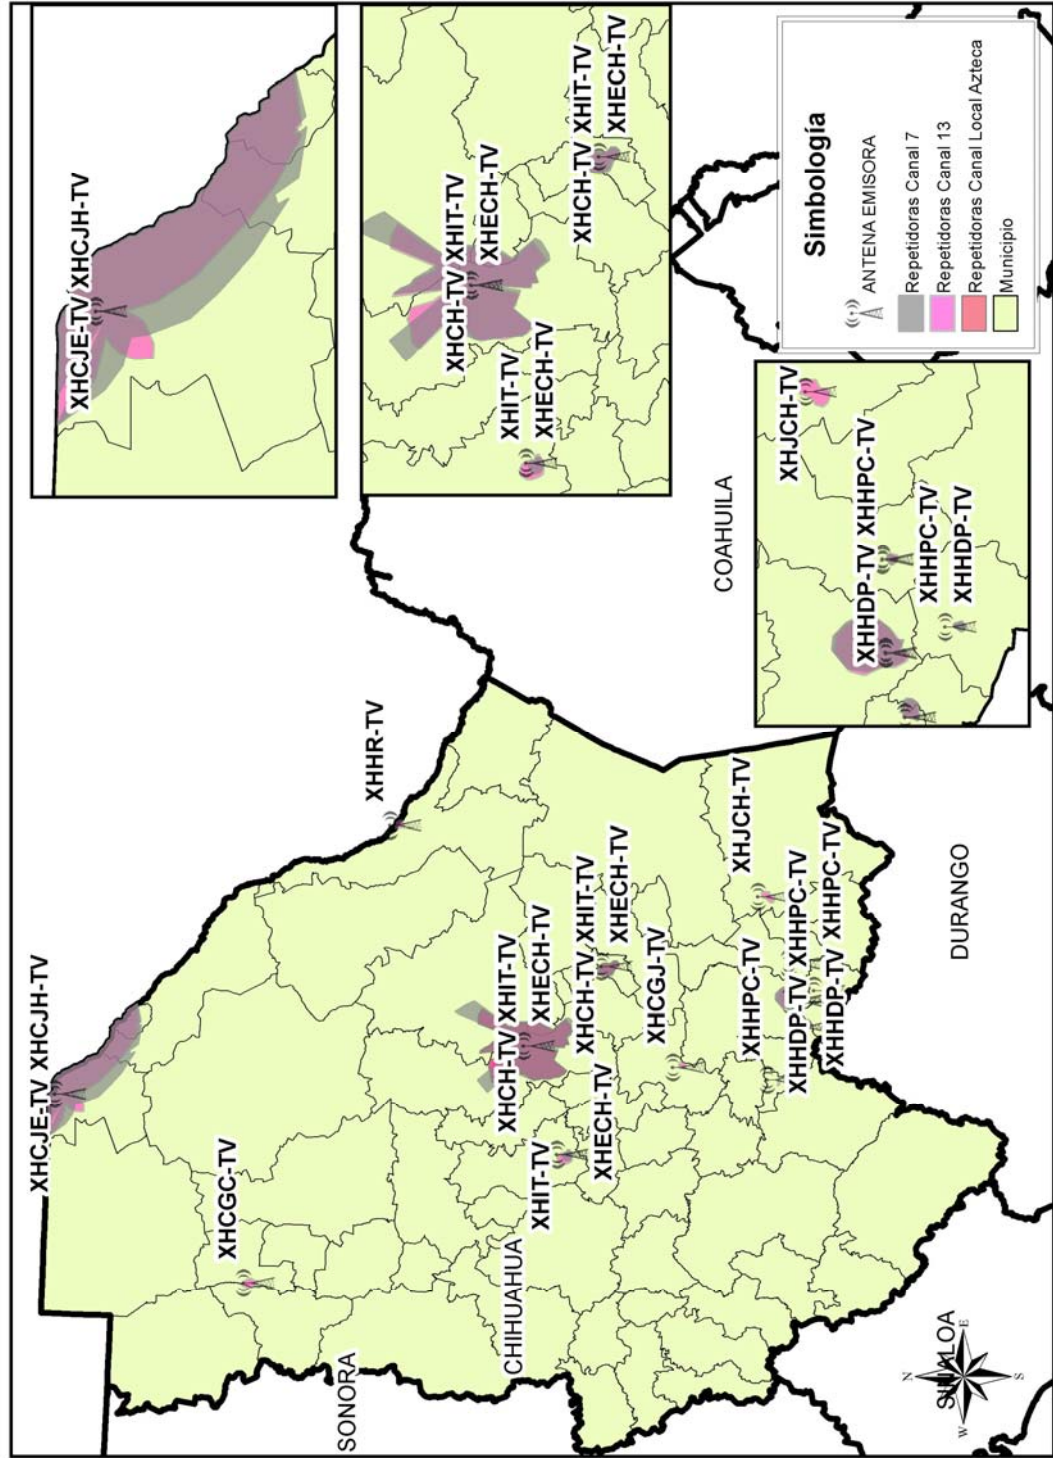 XHCJE-TV XHCJH-TV
XHCGC-TV
XHHR-TV
SONORA
CHIHUAHUA
XHCH-TV XHIT-TV
XHECH-TV
XHIT-TV
XHECH-TV
XHCH-TV XHIT-TV
XHECH-TV
XHCGJ-TV
XHJCH-TV
XHHPC-TV
XHHDP-TV XHHPC-TV
XHHDP-TV XHHPC-TV
COAHUILA
DURANGO
SINALOA
N
W
E
S
XHCJE-TV XHCJH-TV
XHCH-TV XHIT-TV
XHECH-TV
XHIT-TV
XHECH-TV
XHCH-TV XHIT-TV
XHECH-TV
XHJCH-TV
XHHDP-TV XHHPC-TV
XHHPC-TV
XHHDP-TV
Simbología
ANTENA EMISORA
Repetidoras Canal 7
Repetidoras Canal 13
Repetidoras Canal Local Azteca
Municipio